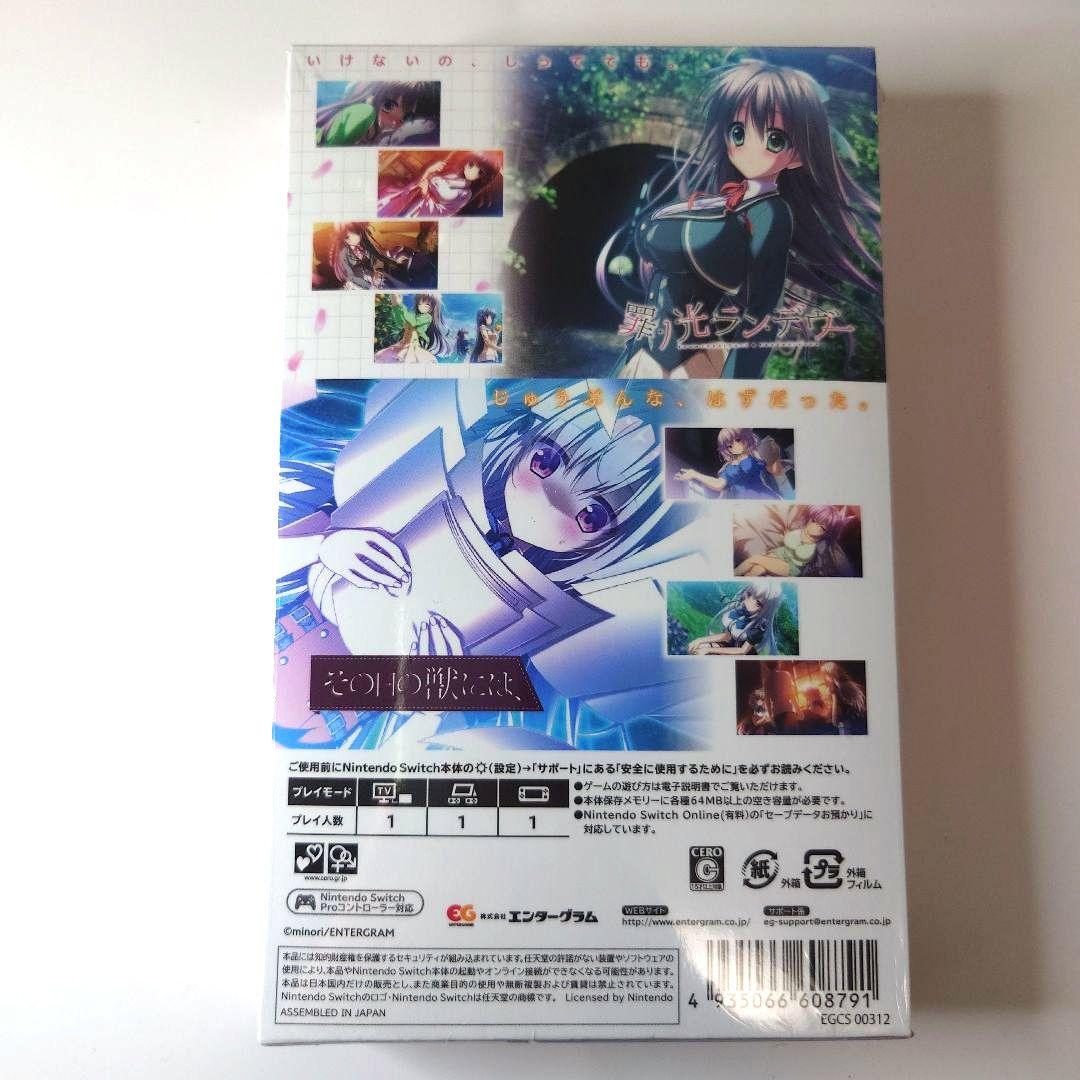 いけないの、しってても。
罪ノ光ランデヴー
じゅうぶんな、はずだった。
その日の獣には、
ご使用前にNintendo Switch本体の(設定)→「サポート」にある「安全に使用するために」を必ずお読みください。
プレイモード TV
プレイ人数 1 1 1
●ゲームの遊び方は電子説明書でご覧いただけます。
●本体保存メモリーに各種64MB以上の空き容量が必要です。
●Nintendo Switch Online(有料)の「セーブデータお預かり」に
対応しています。
www.cero.gr.jp
CERO
C
15才以上対象
紙 外箱
プラ 外箱
フィルム
Nintendo Switch
Proコントローラー対応
EG 株式会社 エンターグラム
ENTERGRAM
WEBサイト
http://www.entergram.co.jp/
サポート係
eg-support@entergram.co.jp
©minori/ENTERGRAM
本品には知的財産権を保護するセキュリティが組み込まれています。任天堂の許諾がない装置やソフトウェアの
使用により、本品やNintendo Switch本体の起動やオンライン接続ができなくなる可能性があります。
本品は日本国内だけの販売とし、また商業目的の使用や無断複製および賃貸は禁止されています。
Nintendo Switchのロゴ・Nintendo Switchは任天堂の商標です。 Licensed by Nintendo
ASSEMBLED IN JAPAN
4 935066 608791
EGCS 00312